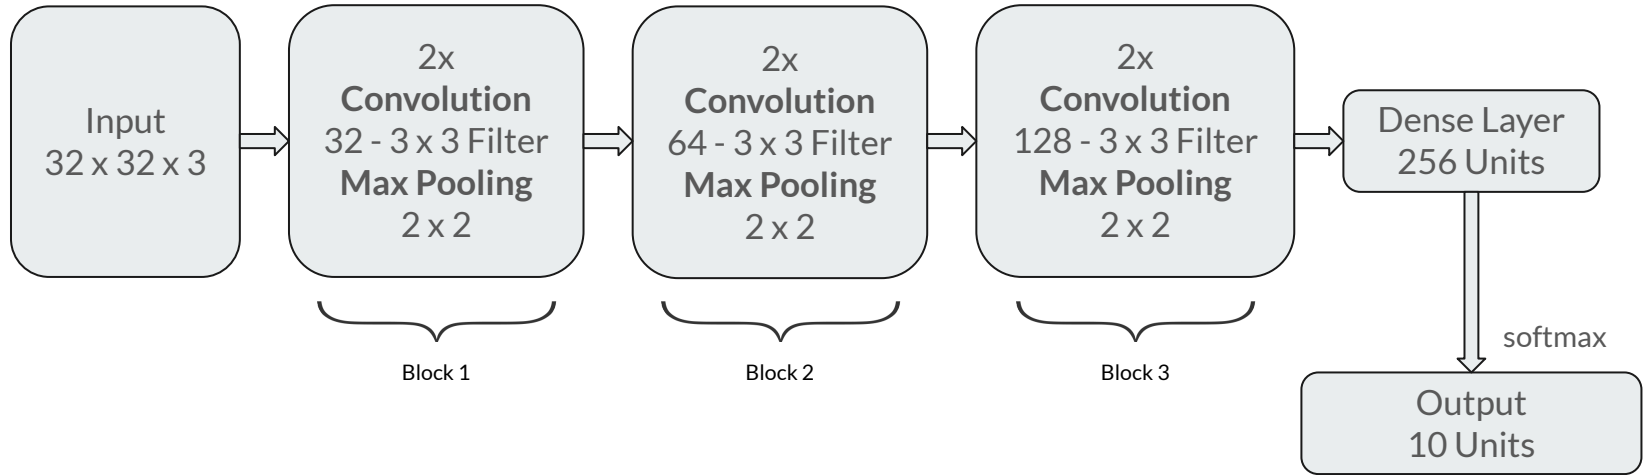 Input
32 x 32 x 3
2x
Convolution
32 - 3 x 3 Filter
Max Pooling
2 x 2
Block 1
2x
Convolution
64 - 3 x 3 Filter
Max Pooling
2 x 2
Block 2
2x
Convolution
128 - 3 x 3 Filter
Max Pooling
2 x 2
Block 3
Dense Layer
256 Units
softmax
Output
10 Units